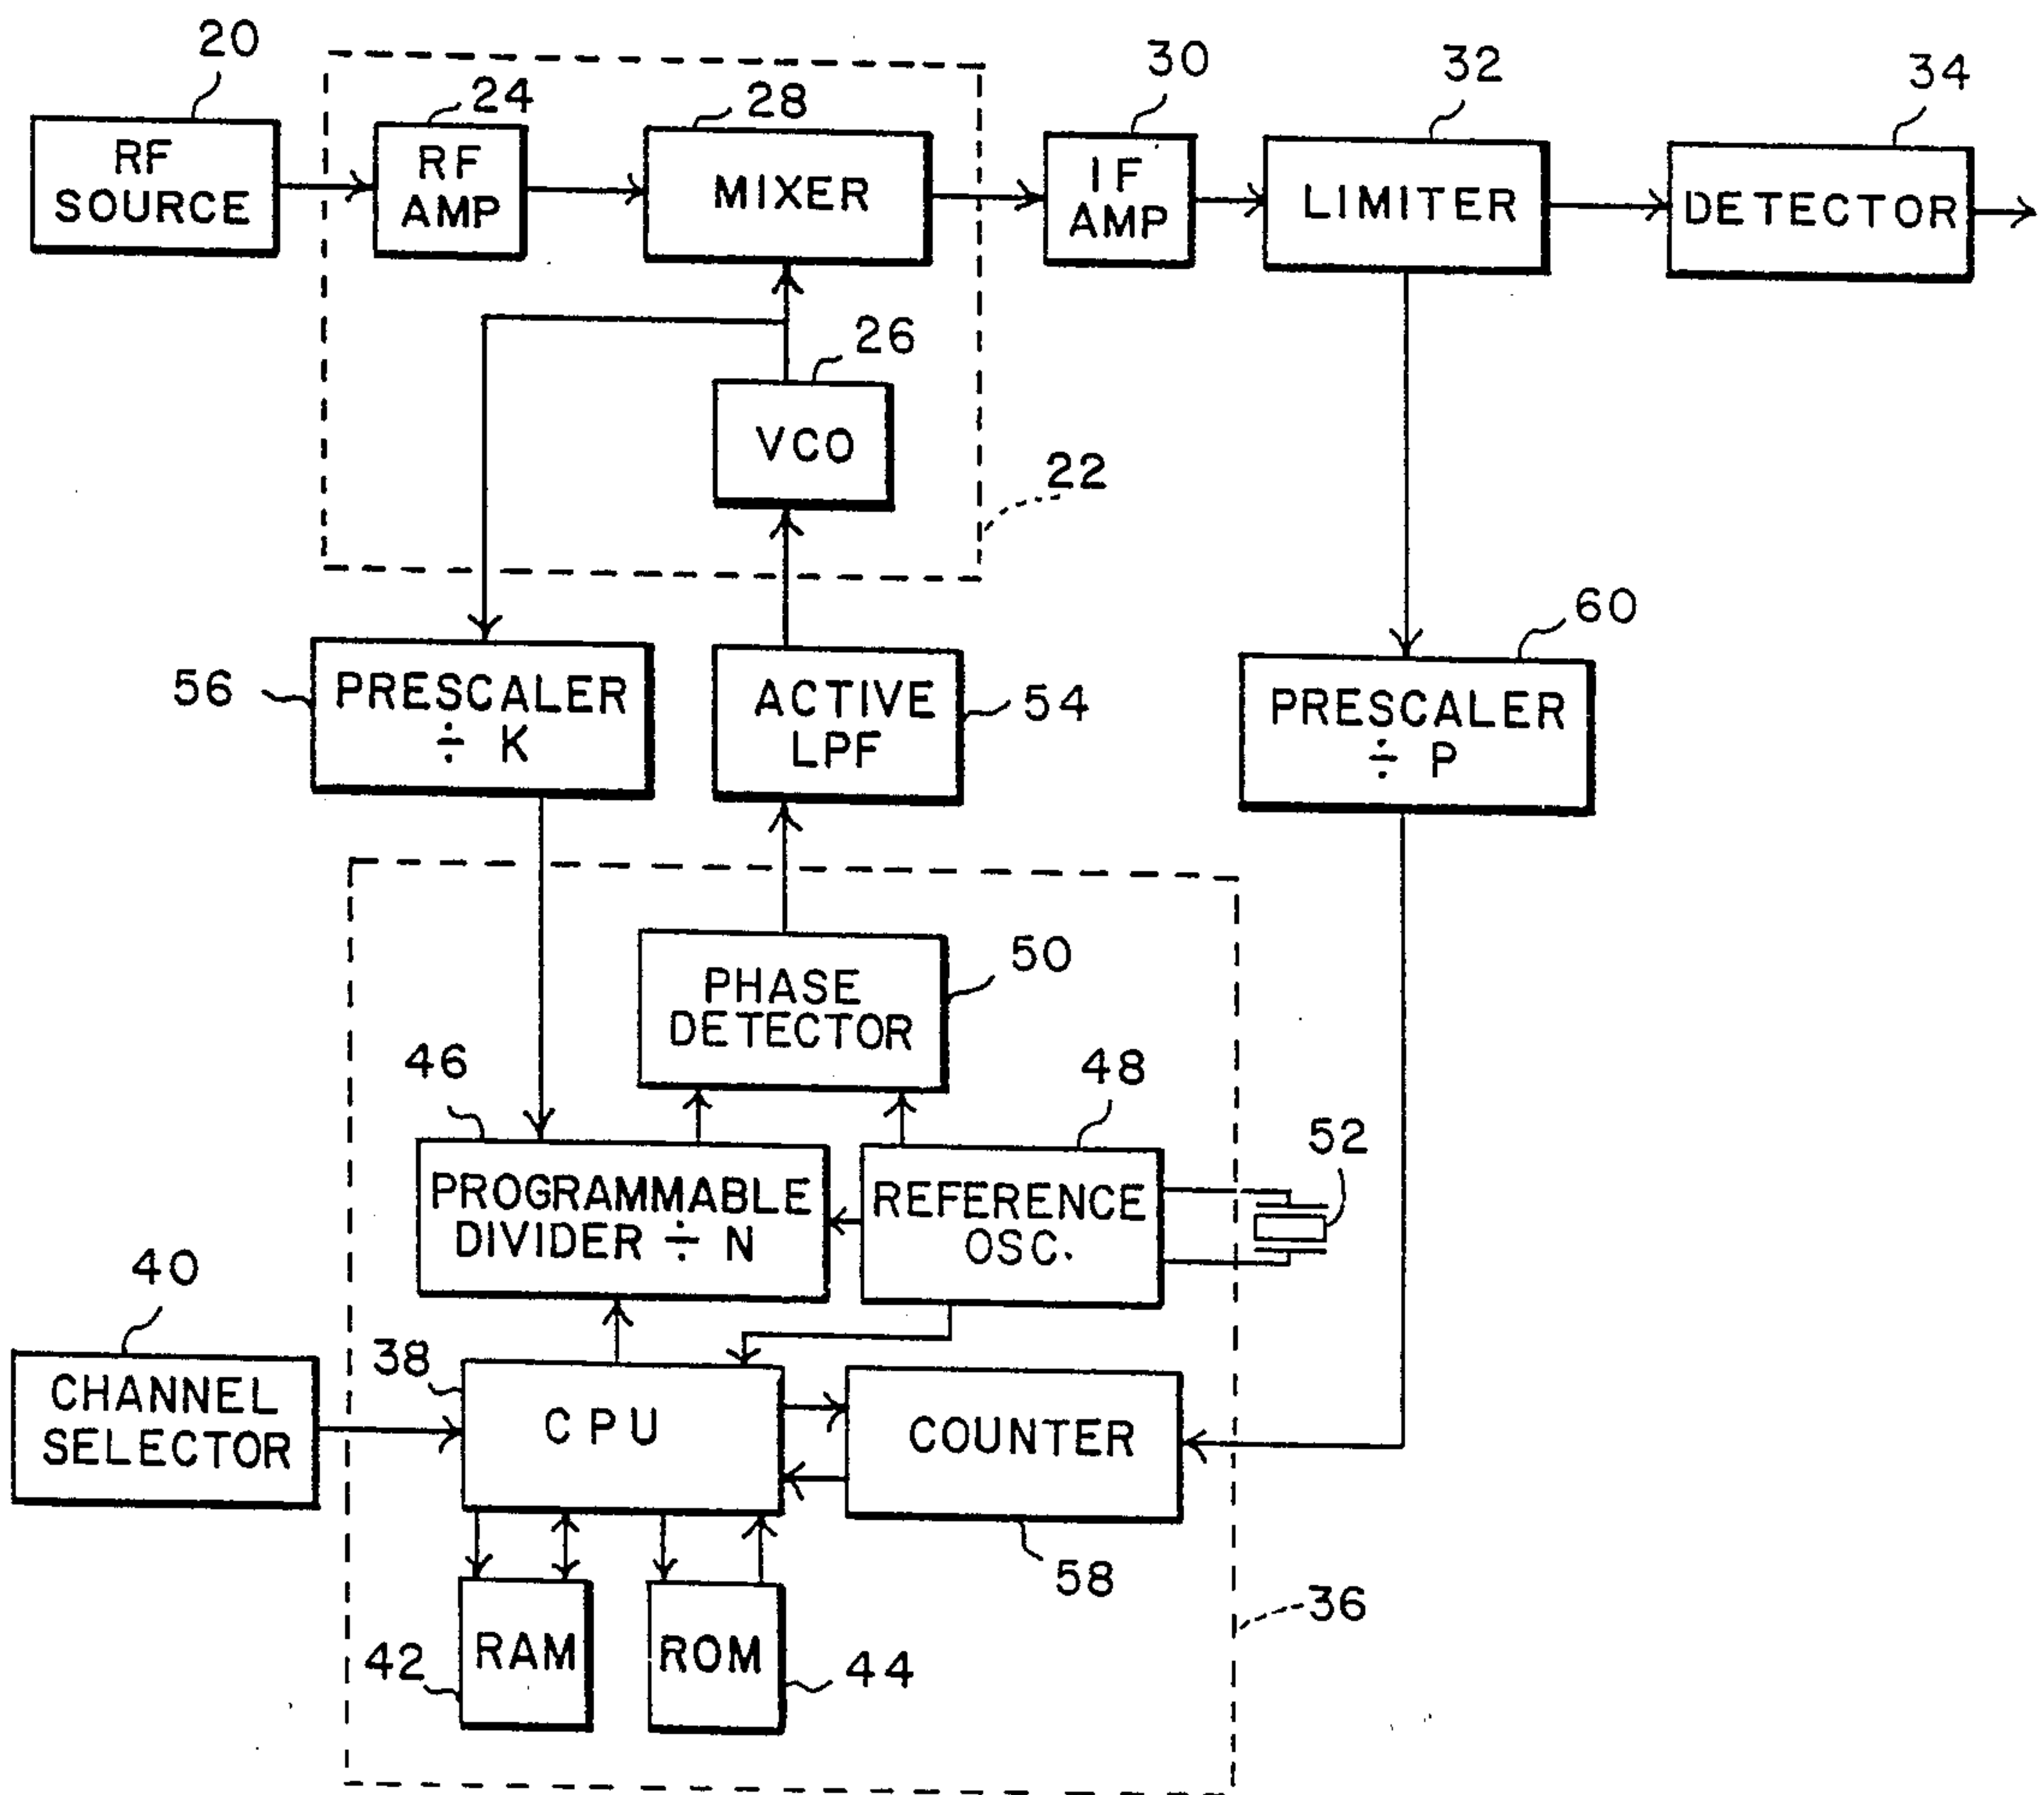 20
24
28
30
32
34
RF
SOURCE
RF
AMP
MIXER
IF
AMP
LIMITER
DETECTOR
26
VCO
22
56
PRESCALER
÷ K
ACTIVE
LPF
54
60
PRESCALER
÷ P
50
PHASE
DETECTOR
46
48
52
PROGRAMMABLE
DIVIDER ÷ N
REFERENCE
OSC.
40
38
CHANNEL
SELECTOR
CPU
COUNTER
58
36
42
RAM
ROM
44